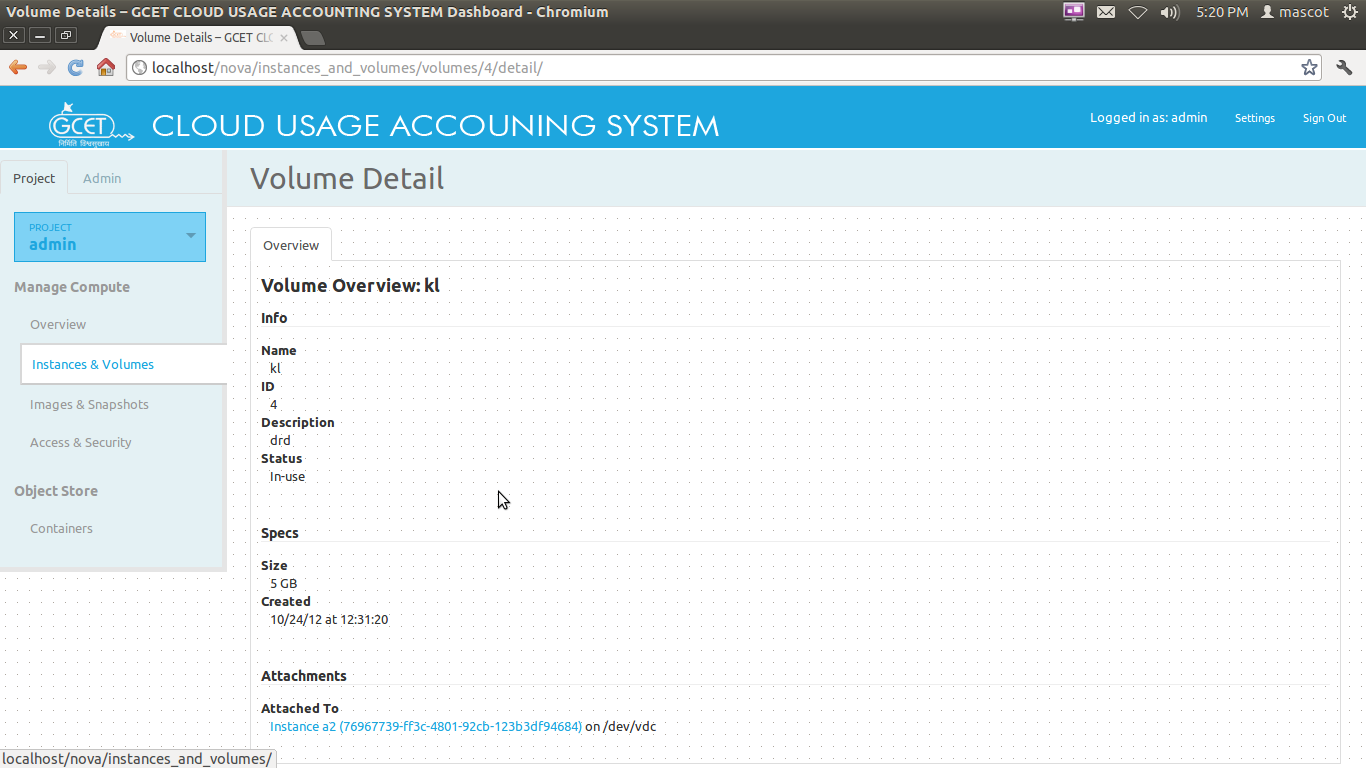 Volume Details – GCET CLOUD USAGE ACCOUNTING SYSTEM Dashboard - Chromium
5:20 PM mascot
Volume Details – GCET CLC
localhost/nova/instances_and_volumes/volumes/4/detail/
GCET
निर्मिति विश्वसुखाय
CLOUD USAGE ACCOUNING SYSTEM
Logged in as: admin Settings Sign Out
Project Admin
Volume Detail
PROJECT
admin
Manage Compute
Overview
Instances & Volumes
Images & Snapshots
Access & Security
Object Store
Containers
Overview
Volume Overview: kl
Info
Name
kl
ID
4
Description
drd
Status
In-use
Specs
Size
5 GB
Created
10/24/12 at 12:31:20
Attachments
Attached To
Instance a2 (76967739-ff3c-4801-92cb-123b3df94684) on /dev/vdc
localhost/nova/instances_and_volumes/